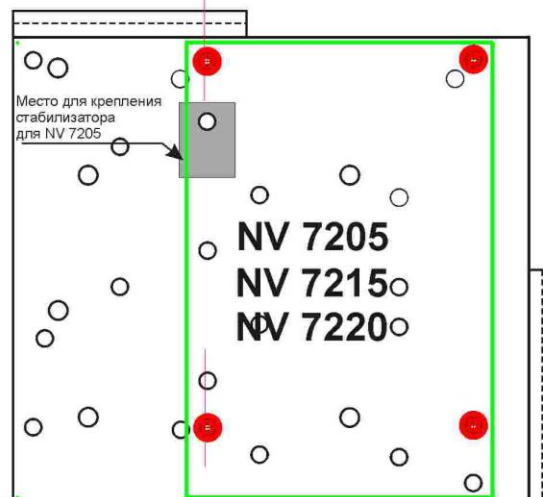 Место для крепления
стабилизатора
для NV 7205
NV 7205
NV 7215
NV 7220